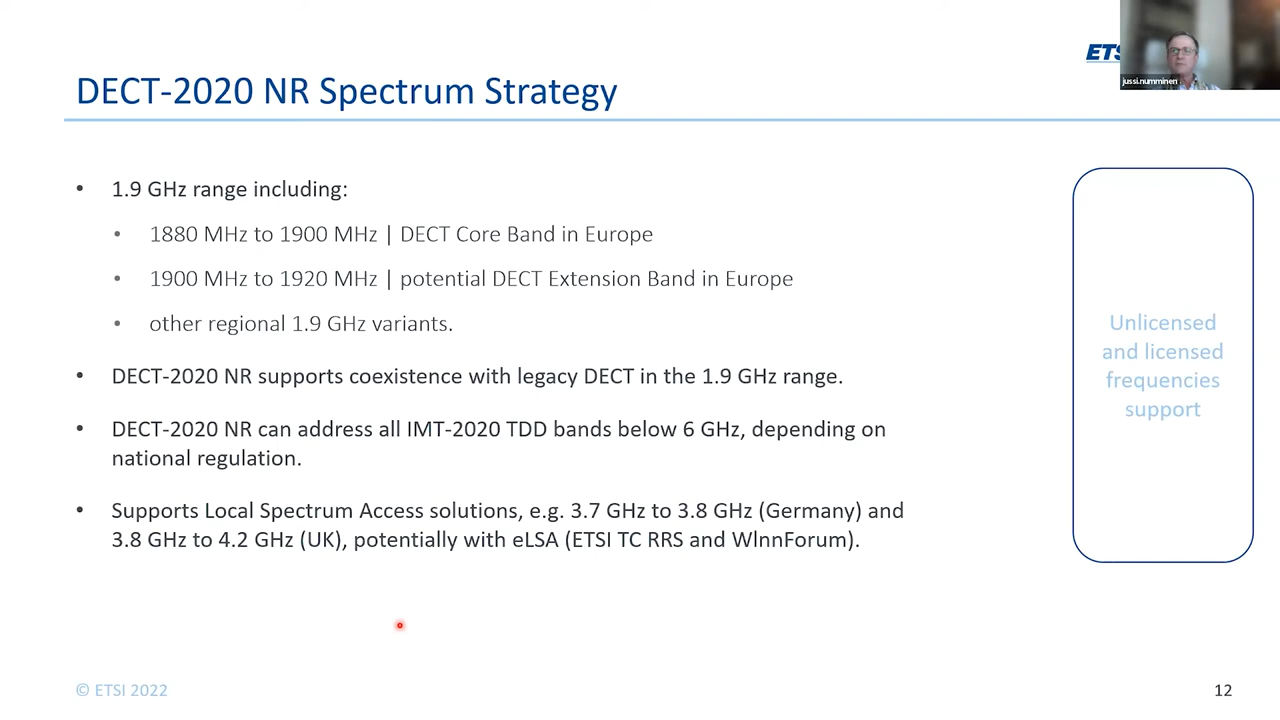 ETS
jussi.numminen
DECT-2020 NR Spectrum Strategy
• 1.9 GHz range including:
• 1880 MHz to 1900 MHz | DECT Core Band in Europe
• 1900 MHz to 1920 MHz | potential DECT Extension Band in Europe
• other regional 1.9 GHz variants.
• DECT-2020 NR supports coexistence with legacy DECT in the 1.9 GHz range.
• DECT-2020 NR can address all IMT-2020 TDD bands below 6 GHz, depending on
national regulation.
• Supports Local Spectrum Access solutions, e.g. 3.7 GHz to 3.8 GHz (Germany) and
3.8 GHz to 4.2 GHz (UK), potentially with eLSA (ETSI TC RRS and WlnnForum).
Unlicensed
and licensed
frequencies
support
© ETSI 2022
12